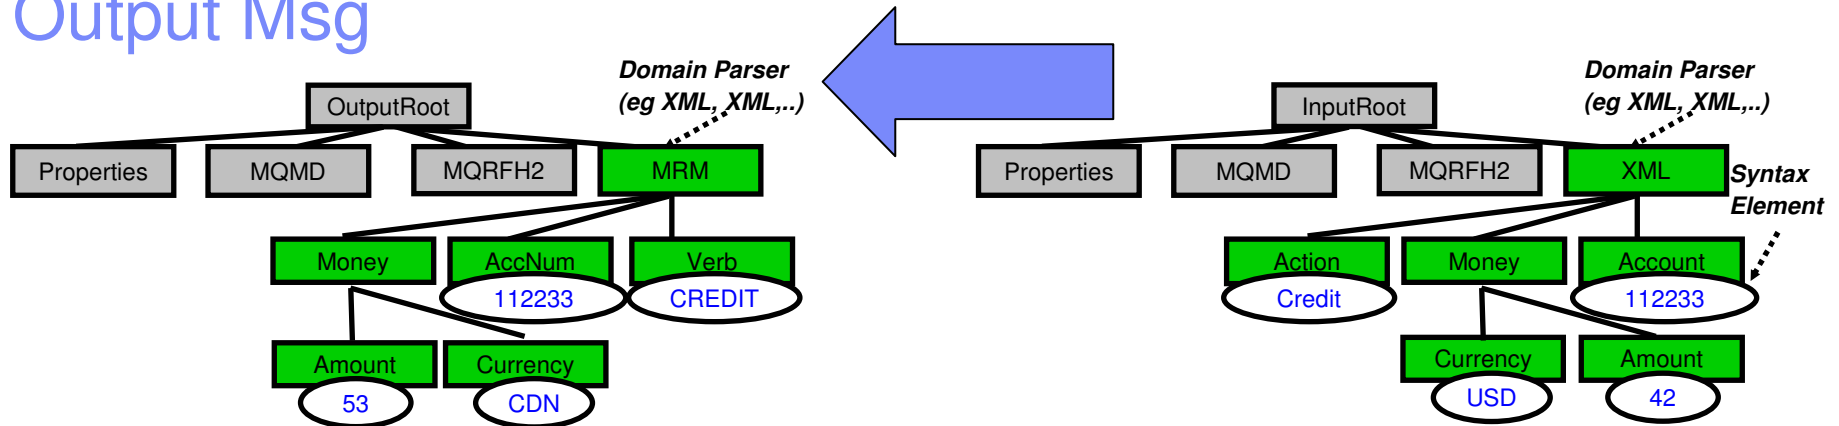 Output Msg
Domain Parser
(eg XML, XML,..)
OutputRoot
Properties
MQMD
MQRFH2
MRM
Money
AccNum
Verb
112233
CREDIT
Amount
Currency
53
CDN
Domain Parser
(eg XML, XML,..)
InputRoot
Properties
MQMD
MQRFH2
XML
Syntax
Element
Action
Money
Account
Credit
112233
Currency
Amount
USD
42